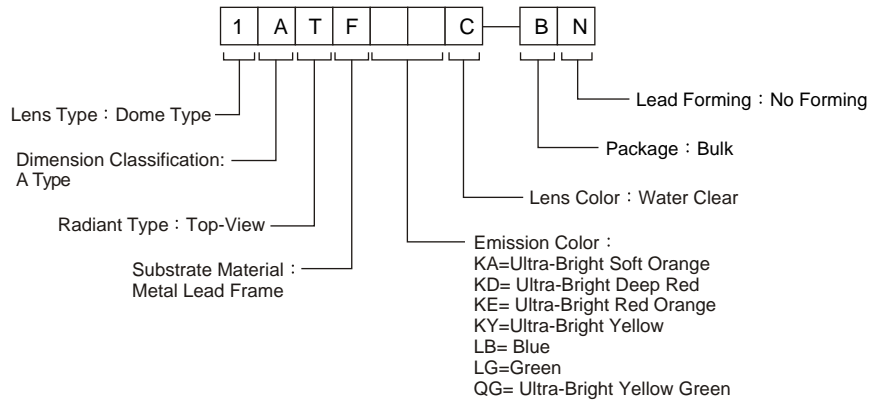 1 A T F C B N
Lead Forming：No Forming
Lens Type：Dome Type
Package：Bulk
Dimension Classification:
A Type
Lens Color：Water Clear
Radiant Type：Top-View
Emission Color：
KA=Ultra-Bright Soft Orange
KD= Ultra-Bright Deep Red
KE= Ultra-Bright Red Orange
KY=Ultra-Bright Yellow
LB= Blue
LG=Green
QG= Ultra-Bright Yellow Green
Substrate Material：
Metal Lead Frame